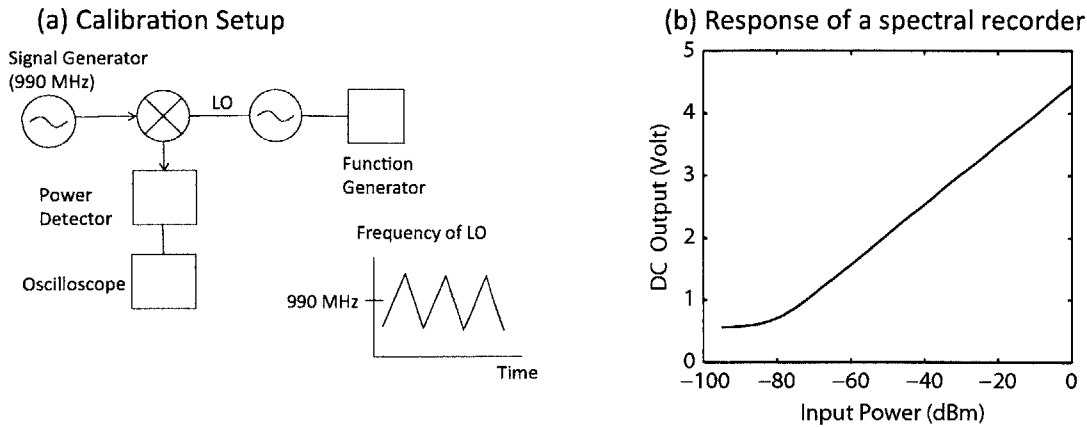 (a) Calibration Setup
Signal Generator
(990 MHz)
LO
Function
Generator
Power
Detector
Oscilloscope
Frequency of LO
990 MHz
Time
(b) Response of a spectral recorder
5
4
3
2
1
0
DC Output (Volt)
−100
−80
−60
−40
−20
0
Input Power (dBm)